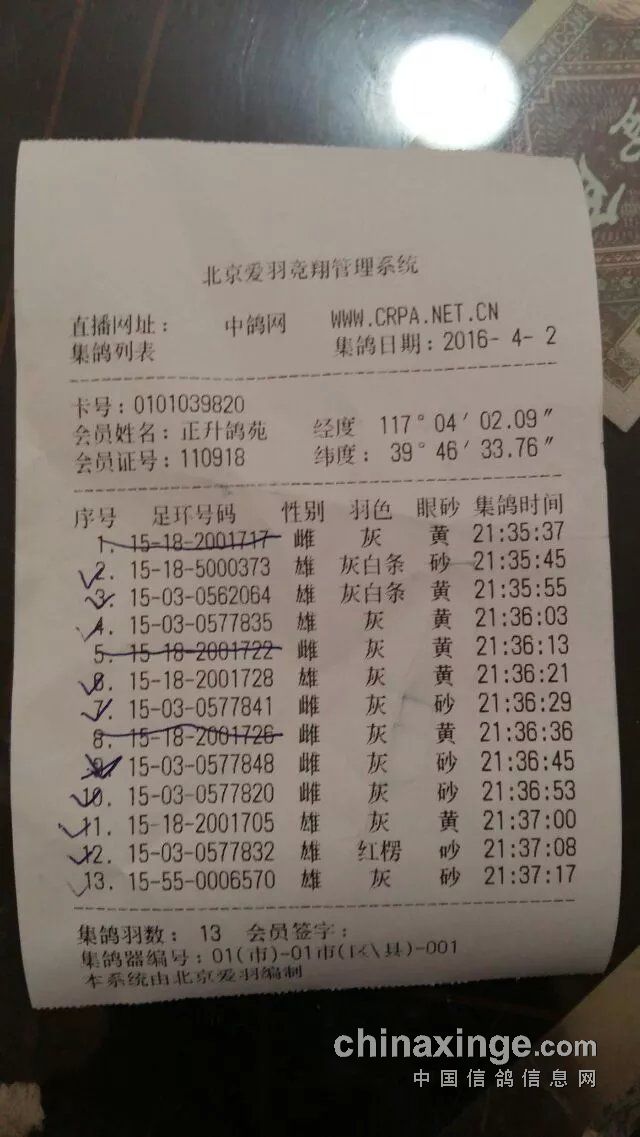 北京爱羽竞翔管理系统
直播网址： 中鸽网 WWW.CRPA.NET.CN
集鸽列表 集鸽日期：2016- 4- 2
卡号：0101039820
会员姓名：正升鸽苑 经度 117°04′02.09″
会员证号：110918 纬度：39°46′33.76″
序号 足环号码 性别 羽色 眼砂 集鸽时间
1. 15-18-2001717 雌 灰 黄 21:35:37
2. 15-18-5000373 雄 灰白条 砂 21:35:45
3. 15-03-0562064 雄 灰白条 黄 21:35:55
4. 15-03-0577835 雄 灰 黄 21:36:03
5. 15-18-2001722 雌 灰 黄 21:36:13
6. 15-18-2001728 雄 灰 黄 21:36:21
7. 15-03-0577841 雌 灰 砂 21:36:29
8. 15-18-2001726 雌 灰 黄 21:36:36
9. 15-03-0577848 雌 灰 砂 21:36:45
10. 15-03-0577820 雌 灰 砂 21:36:53
11. 15-18-2001705 雄 灰 黄 21:37:00
12. 15-03-0577832 雄 红楞 砂 21:37:08
13. 15-55-0006570 雄 灰 砂 21:37:17
集鸽羽数： 13 会员签字：
集鸽器编号：01(市)-01市(区\县)-001
本系统由北京爱羽编制
chinaxinge.com
中国信鸽信息网